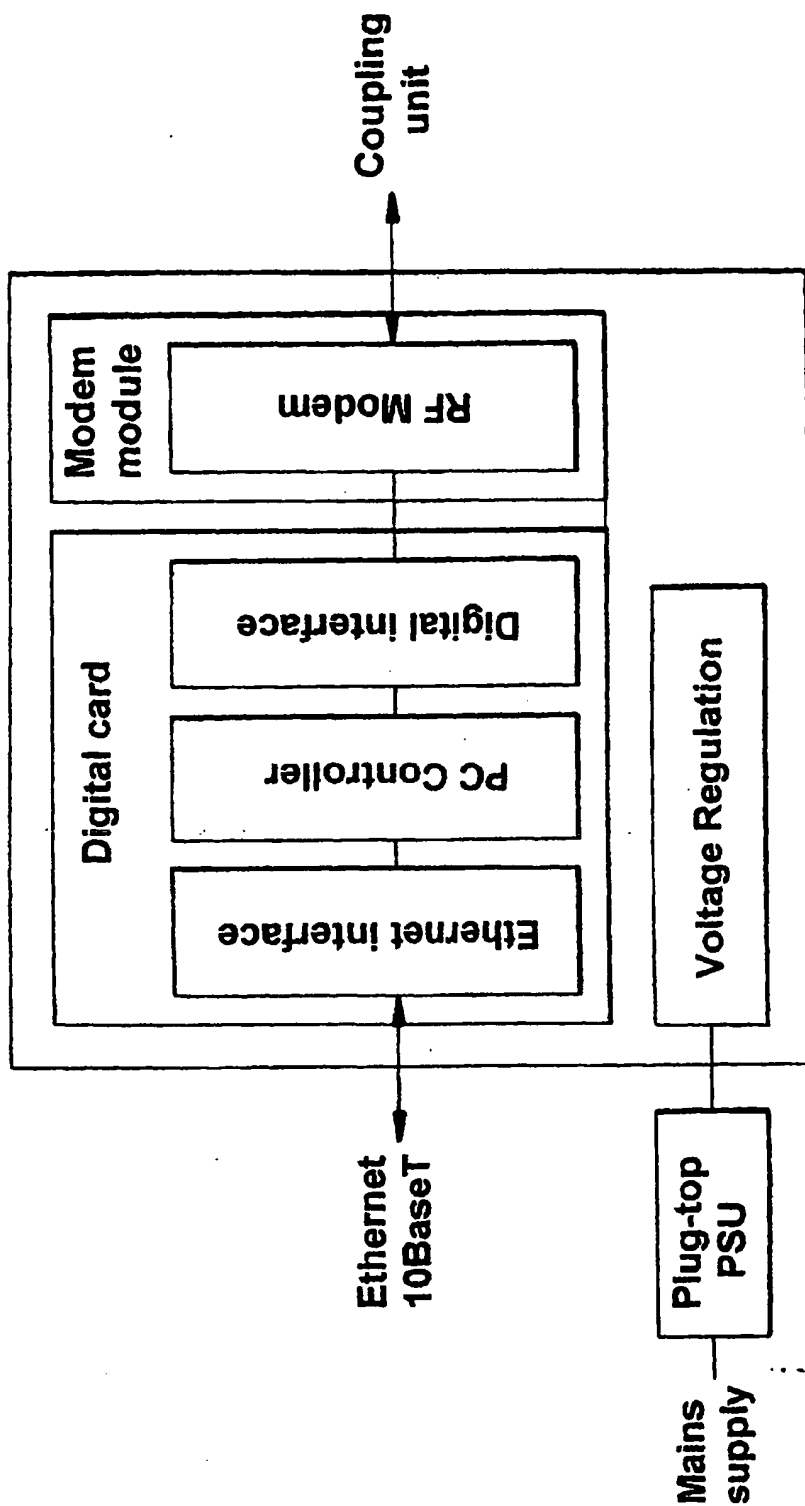 Digital card
Modem
module
Ethernet interface
PC Controller
Digital interface
RF Modem
Ethernet
10BaseT
Coupling
unit
Mains
supply
Plug-top
PSU
Voltage Regulation